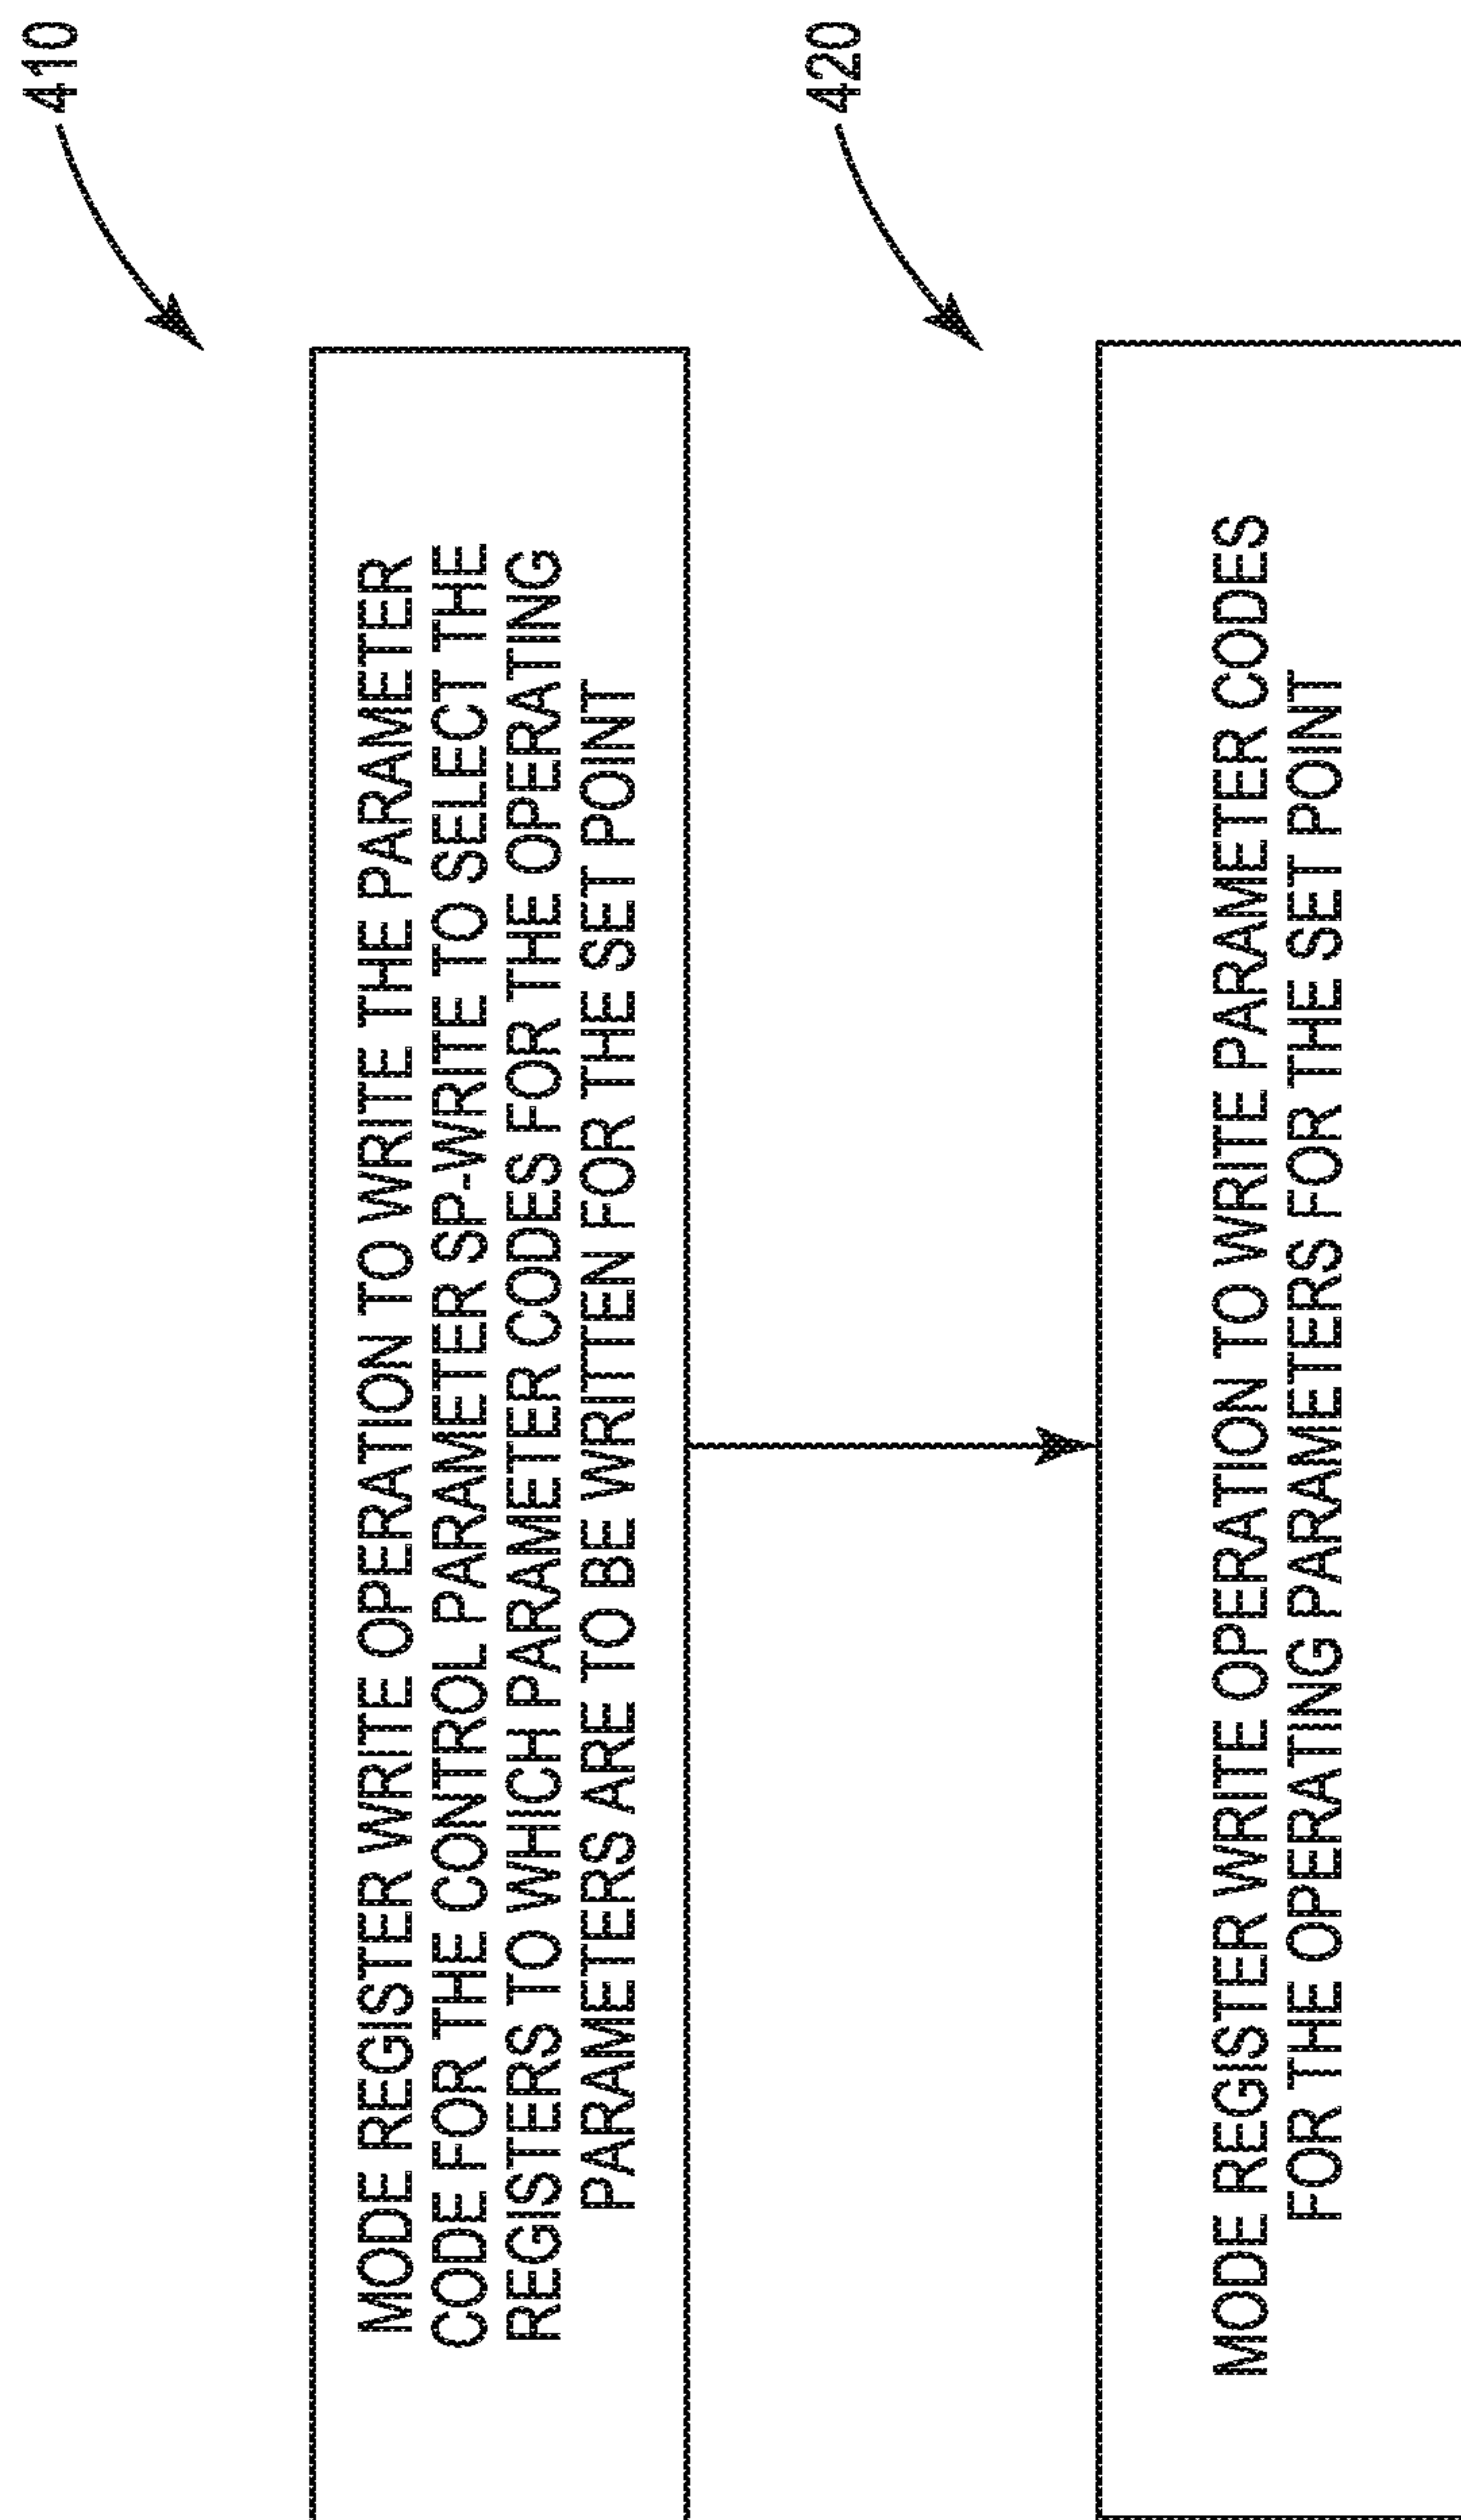 410
MODE REGISTER WRITE OPERATION TO WRITE THE PARAMETER
CODE FOR THE CONTROL PARAMETER SP-WRITE TO SELECT THE
REGISTERS TO WHICH PARAMETER CODES FOR THE OPERATING
PARAMETERS ARE TO BE WRITTEN FOR THE SET POINT
420
MODE REGISTER WRITE OPERATION TO WRITE PARAMETER CODES
FOR THE OPERATING PARAMETERS FOR THE SET POINT